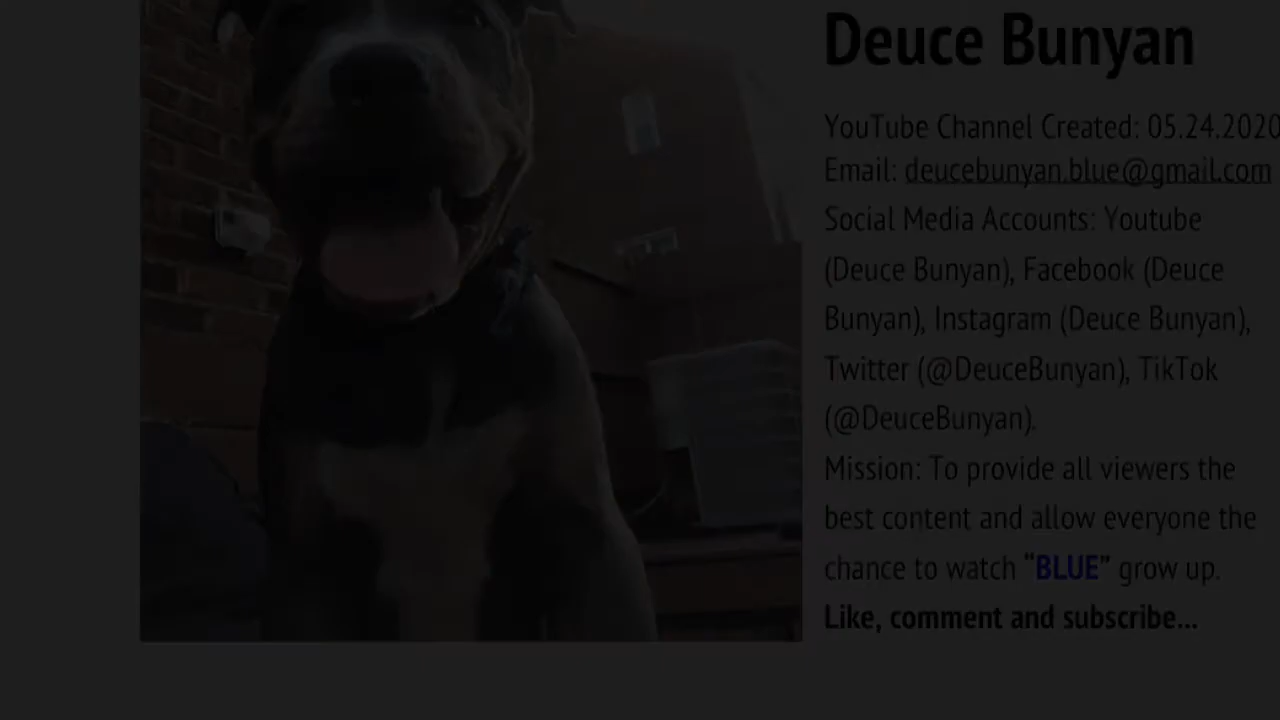 Deuce Bunyan
YouTube Channel Created: 05.24.2020
Email: deucebunyan.blue@gmail.com
Social Media Accounts: Youtube
(Deuce Bunyan), Facebook (Deuce
Bunyan), Instagram (Deuce Bunyan),
Twitter (@DeuceBunyan), TikTok
(@DeuceBunyan).
Mission: To provide all viewers the
best content and allow everyone the
chance to watch “BLUE” grow up.
Like, comment and subscribe...